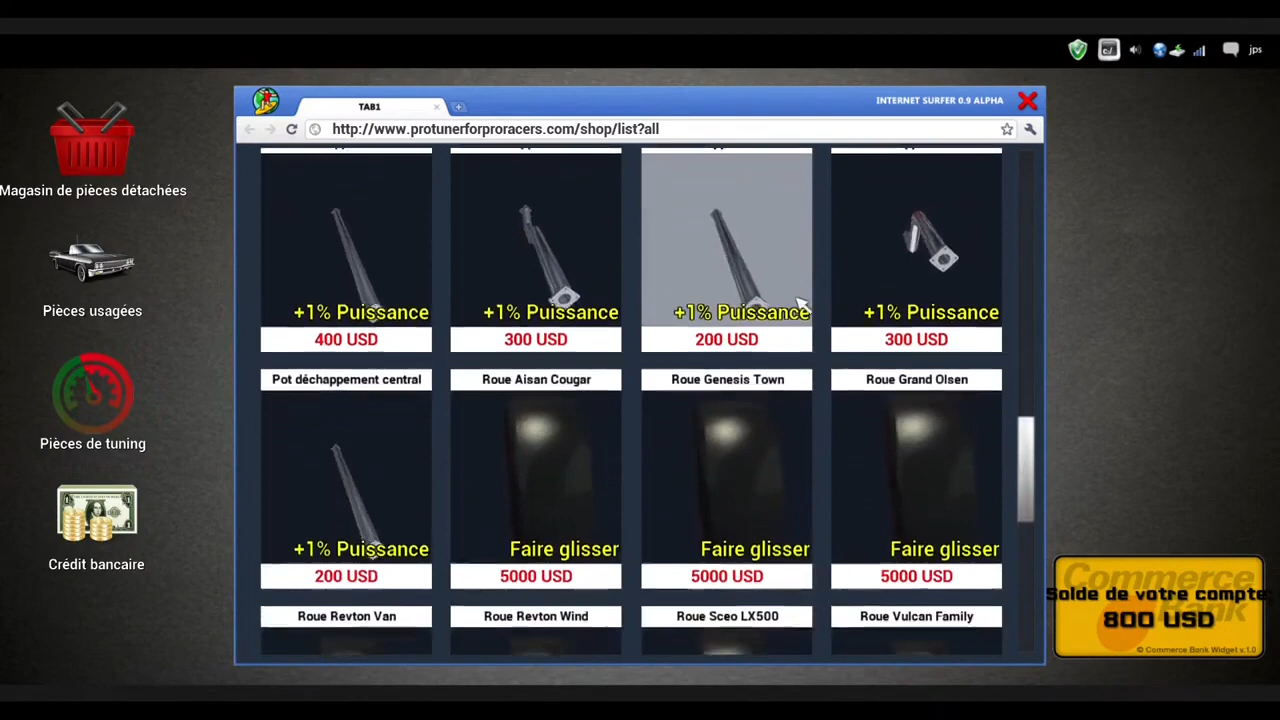 jps
INTERNET SURFER 0.9 ALPHA
TAB1
http://www.protunerforproracers.com/shop/list?all
Magasin de pièces détachées
Pièces usagées
Pièces de tuning
Crédit bancaire
+1% Puissance
+1% Puissance
+1% Puissance
+1% Puissance
400 USD
300 USD
200 USD
300 USD
Pot déchappement central
Roue Aisan Cougar
Roue Genesis Town
Roue Grand Olsen
+1% Puissance
Faire glisser
Faire glisser
Faire glisser
200 USD
5000 USD
5000 USD
5000 USD
Roue Revton Van
Roue Revton Wind
Roue Sceo LX500
Roue Vulcan Family
Commerce
Bank
Solde de votre compte:
800 USD
© Commerce Bank Widget v.1.0